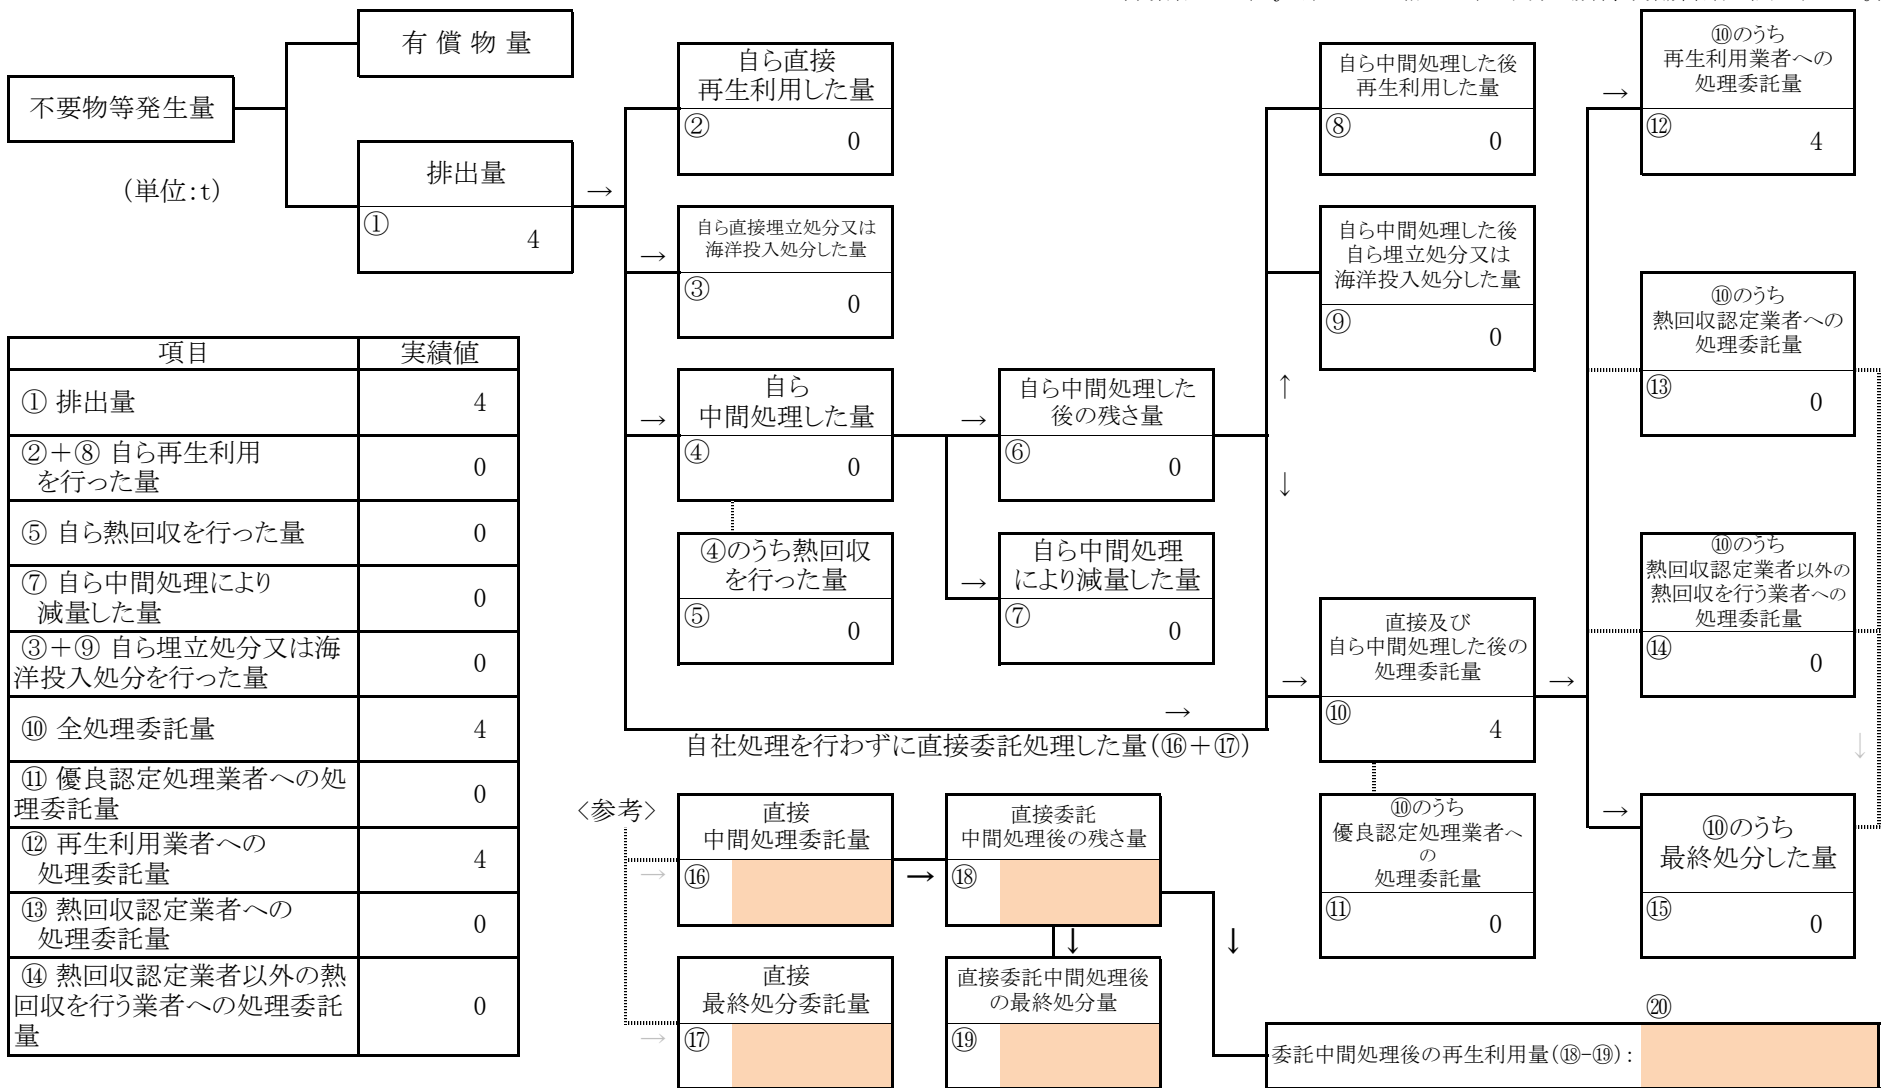 有 償 物 量
不要物等発生量
(単位:t)
排出量
①
4
→
自ら直接
再生利用した量
②
0
→
自ら直接埋立処分又は
海洋投入処分した量
③
0
→
自ら
中間処理した量
④
0
④のうち熱回収
を行った量
⑤
0
→
自ら中間処理した
後の残さ量
⑥
0
→
自ら中間処理
により減量した量
⑦
0
↑
↓
自ら中間処理した後
再生利用した量
⑧
0
自ら中間処理した後
自ら埋立処分又は
海洋投入処分した量
⑨
0
→
自社処理を行わずに直接委託処理した量(⑯+⑰)
→
直接及び
自ら中間処理した後の
処理委託量
⑩
4
⑩のうち
優良認定処理業者へ
の
処理委託量
⑪
0
→
→
⑩のうち
再生利用業者への
処理委託量
⑫
4
⑩のうち
熱回収認定業者への
処理委託量
⑬
0
⑩のうち
熱回収認定業者以外の
熱回収を行う業者への
処理委託量
⑭
0
↓
→
⑩のうち
最終処分した量
⑮
0
項目 実績値
① 排出量 4
②+⑧ 自ら再生利用
を行った量 0
⑤ 自ら熱回収を行った量 0
⑦ 自ら中間処理により
減量した量 0
③+⑨ 自ら埋立処分又は海
洋投入処分を行った量 0
⑩ 全処理委託量 4
⑪ 優良認定処理業者への処
理委託量 0
⑫ 再生利用業者への
処理委託量 4
⑬ 熱回収認定業者への
処理委託量 0
⑭ 熱回収認定業者以外の熱
回収を行う業者への処理委託
量 0
<参考>
→
直接
中間処理委託量
⑯
→
直接委託
中間処理後の残さ量
⑱
↓
↓
→
直接
最終処分委託量
⑰
直接委託中間処理後
の最終処分量
⑲
⑳
委託中間処理後の再生利用量(⑱-⑲):